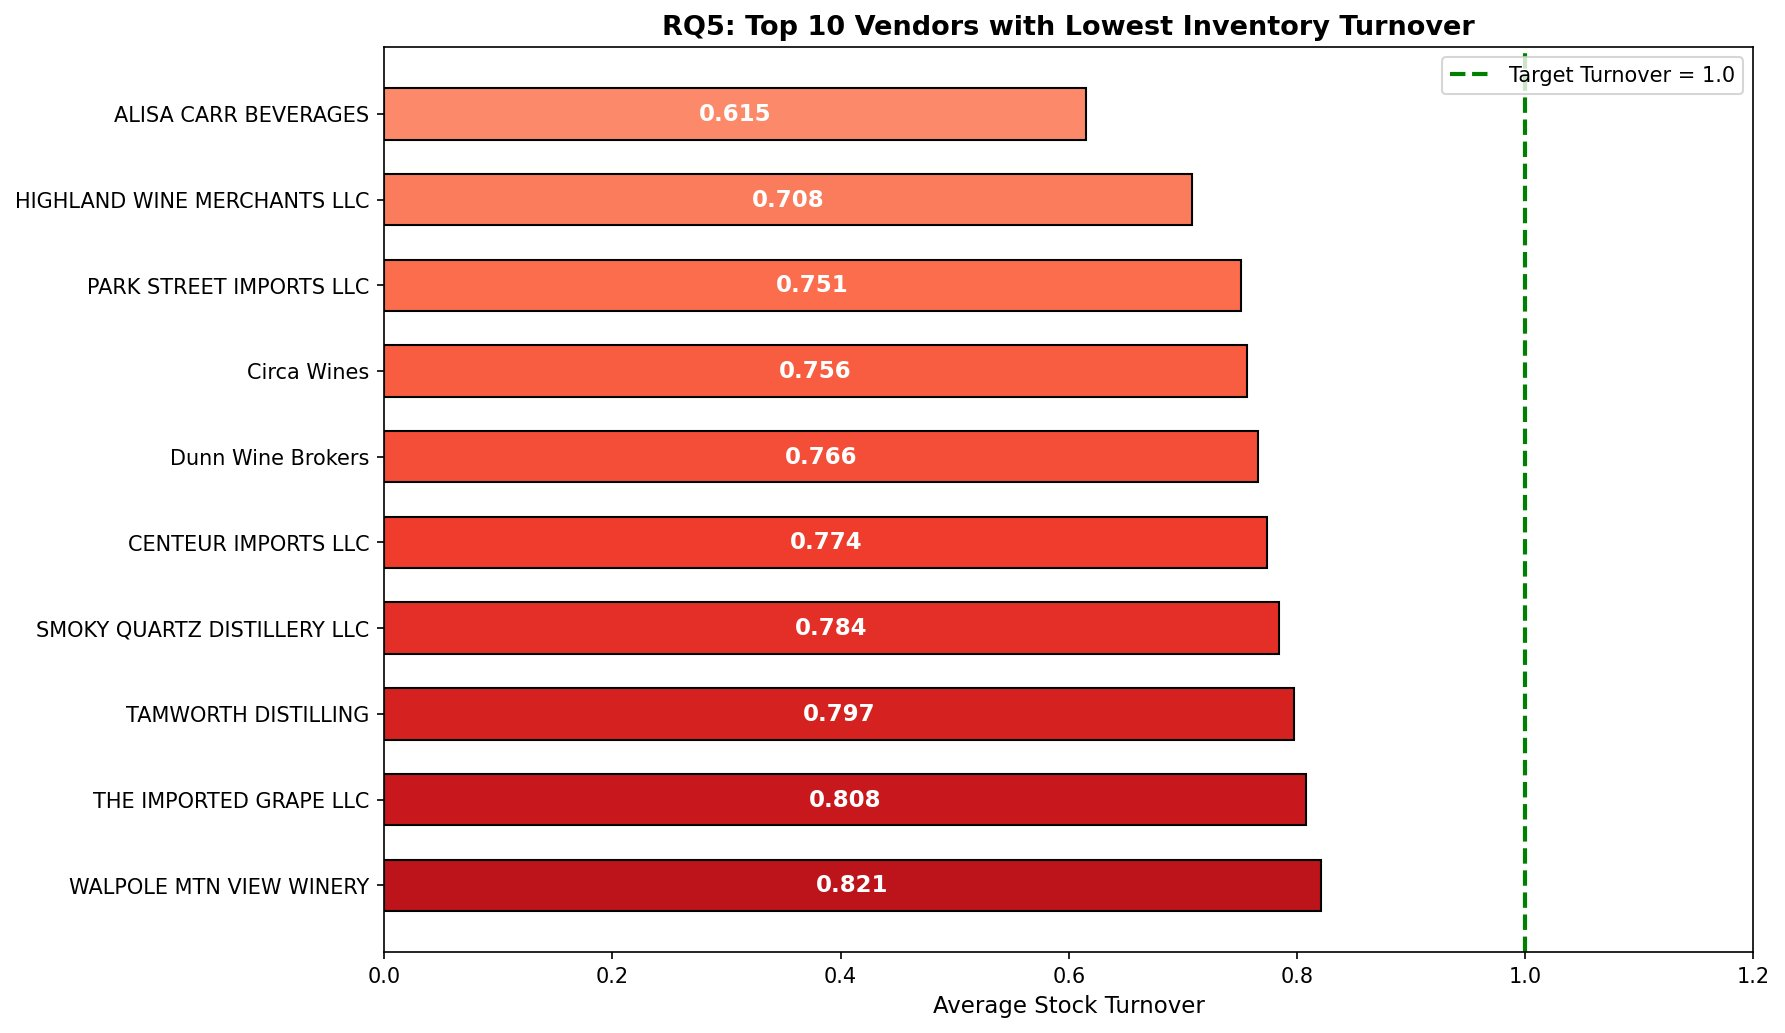 RQ5: Top 10 Vendors with Lowest Inventory Turnover
Target Turnover = 1.0
ALISA CARR BEVERAGES 0.615
HIGHLAND WINE MERCHANTS LLC 0.708
PARK STREET IMPORTS LLC 0.751
Circa Wines 0.756
Dunn Wine Brokers 0.766
CENTEUR IMPORTS LLC 0.774
SMOKY QUARTZ DISTILLERY LLC 0.784
TAMWORTH DISTILLING 0.797
THE IMPORTED GRAPE LLC 0.808
WALPOLE MTN VIEW WINERY 0.821
0.0 0.2 0.4 0.6 0.8 1.0 1.2
Average Stock Turnover